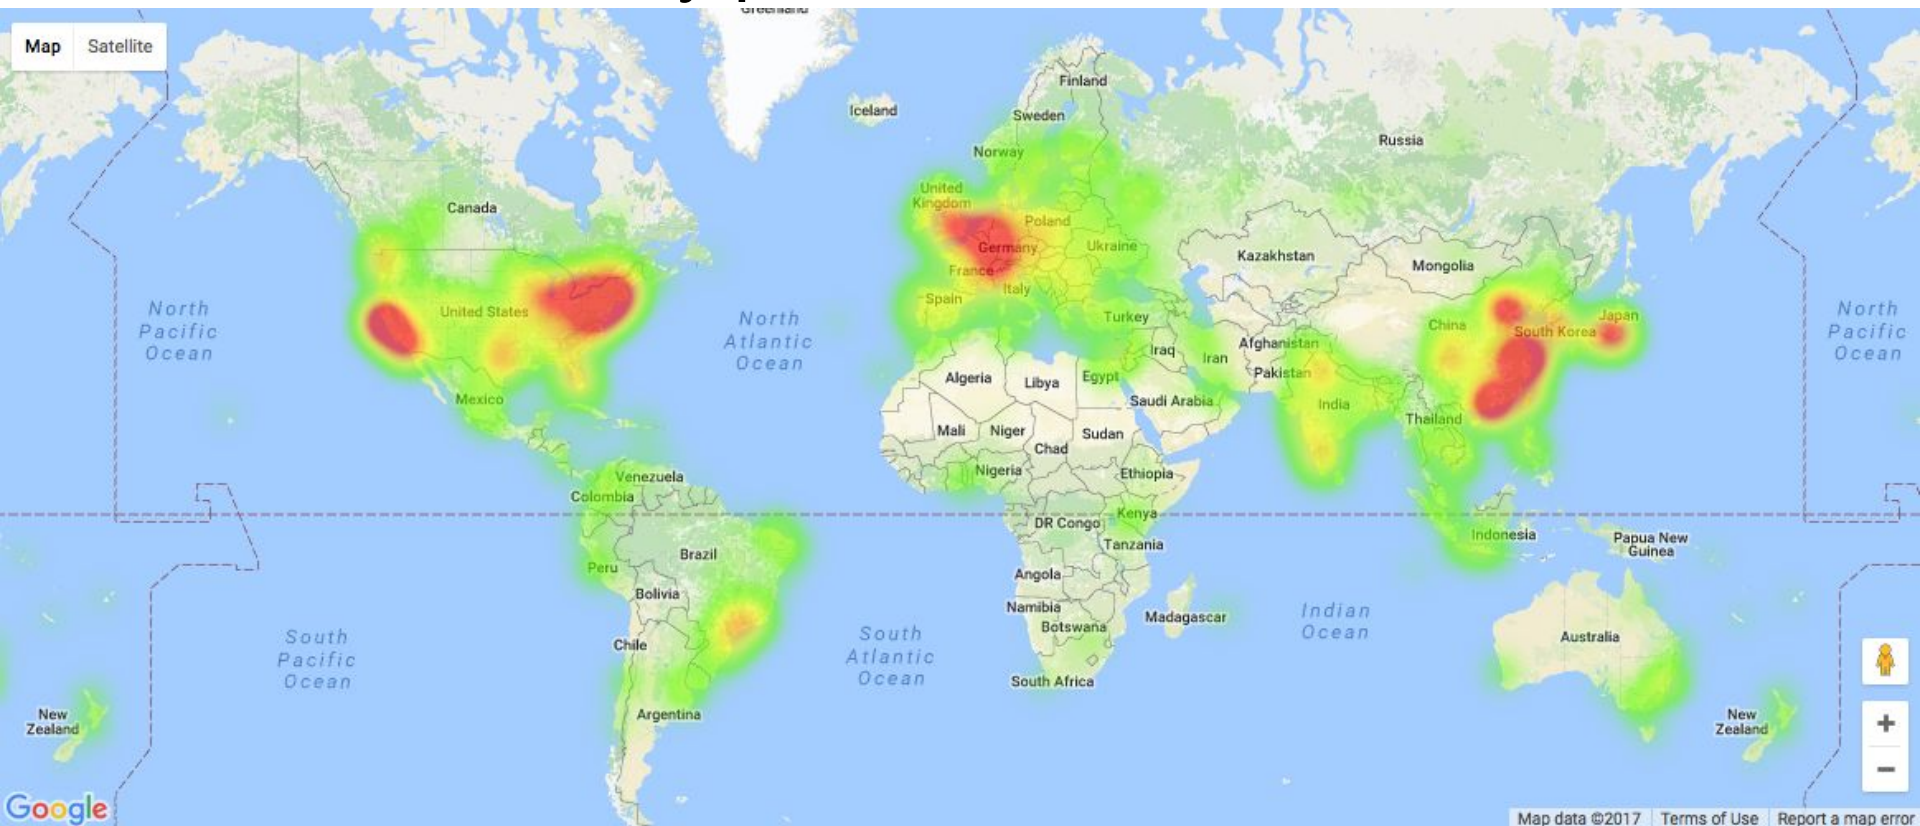 Greenland
Map
Satellite
Finland
Iceland
Sweden
Russia
Norway
United
Kingdom
Canada
Poland
Germany
Ukraine
Kazakhstan
Mongolia
France
Italy
Spain
North
Pacific
Ocean
United States
North
Atlantic
Ocean
Turkey
China
South Korea
Japan
North
Pacific
Ocean
Iraq
Iran
Afghanistan
Pakistan
Algeria
Libya
Egypt
Saudi Arabia
Mexico
India
Thailand
Mali
Niger
Chad
Sudan
Nigeria
Ethiopia
Venezuela
Colombia
DR Congo
Kenya
Tanzania
Indonesia
Papua New
Guinea
Brazil
Peru
Bolivia
Angola
Namibia
Botswana
Madagascar
Indian
Ocean
South
Pacific
Ocean
Chile
South
Atlantic
Ocean
Australia
South Africa
Argentina
New
Zealand
New
Zealand
+
−
Google
Map data ©2017
Terms of Use
Report a map error